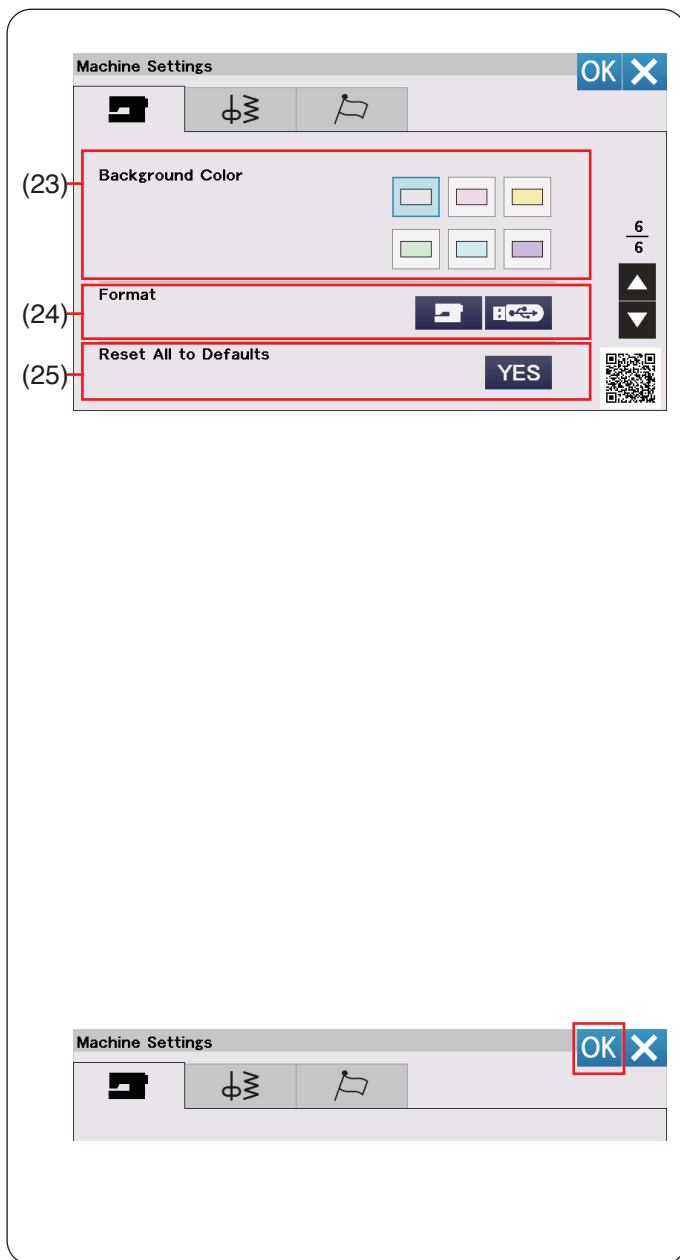 Machine Settings
OK
(23)
Background Color
6
6
(24)
Format
(25)
Reset All to Defaults
YES
Machine Settings
OK